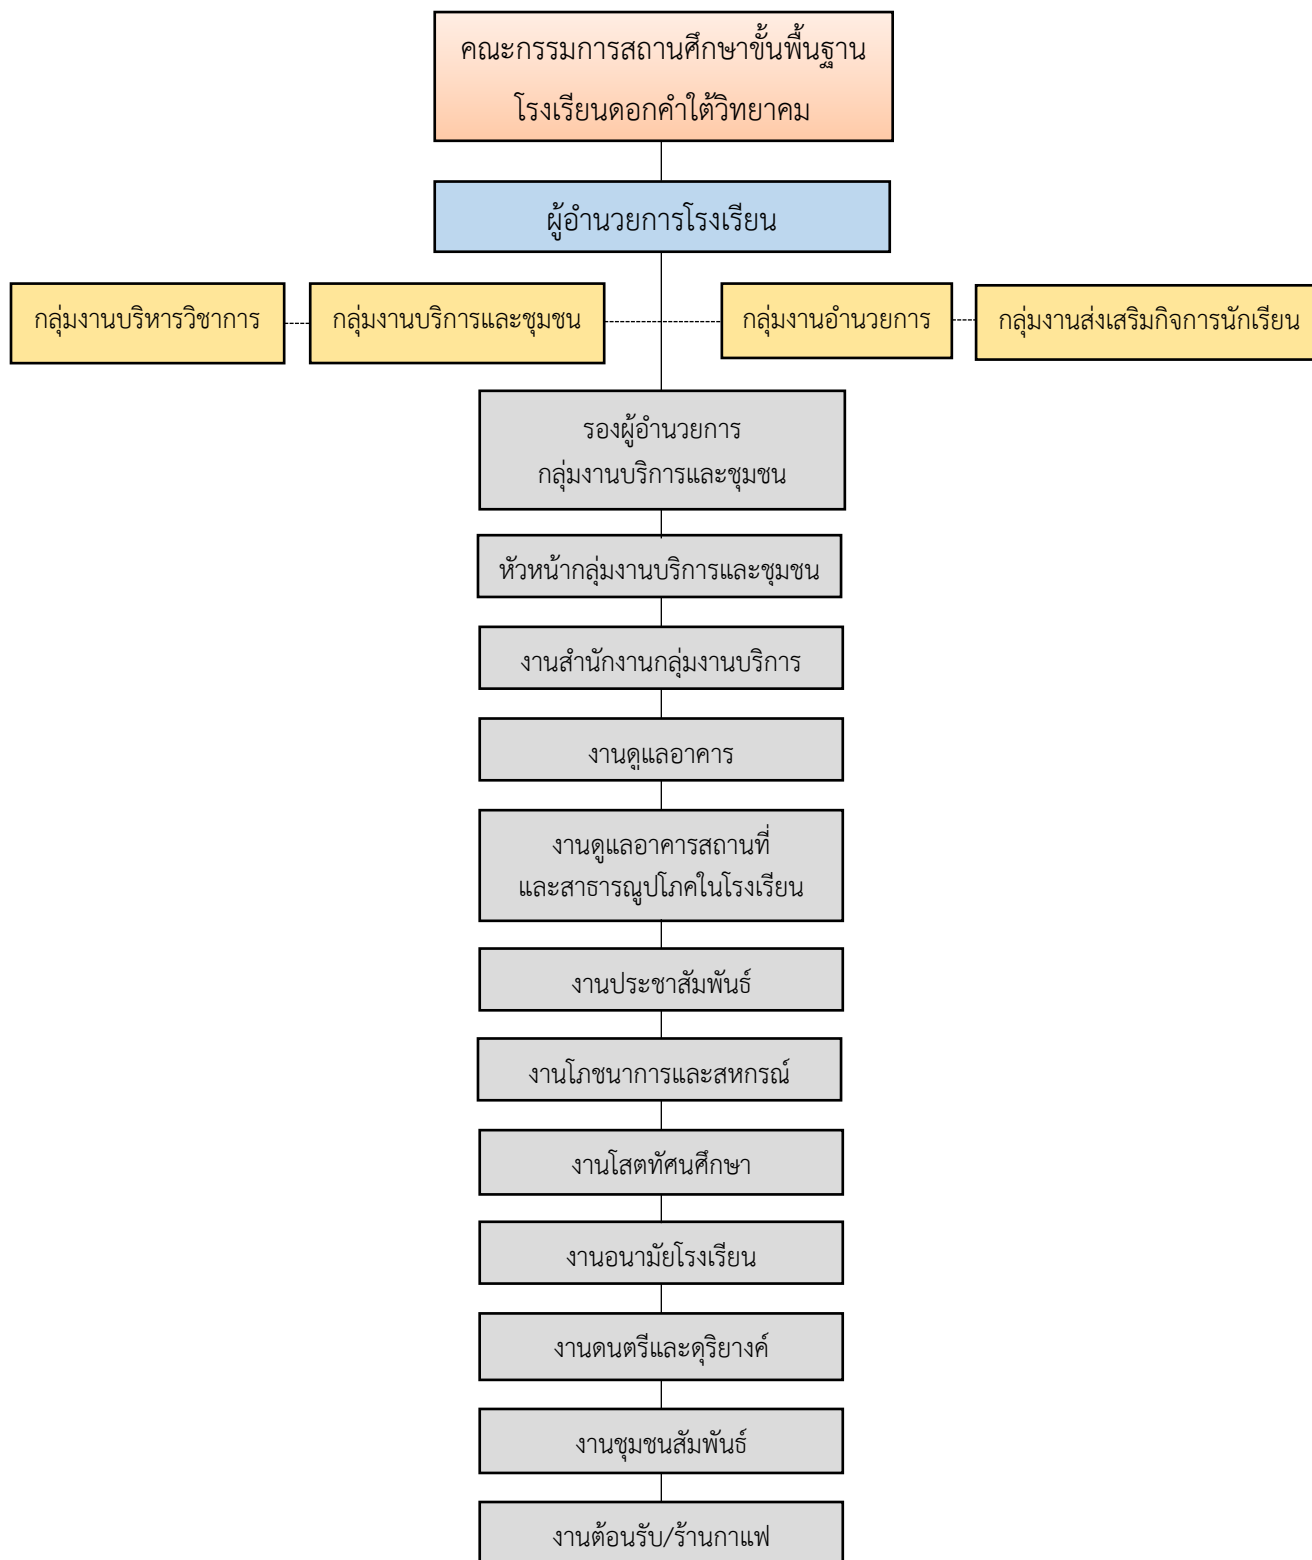 คณะกรรมการสถานศึกษาขั้นพื้นฐาน
โรงเรียนดอกคำใต้วิทยาคม
ผู้อำนวยการโรงเรียน
กลุ่มงานบริหารวิชาการ
กลุ่มงานบริการและชุมชน
กลุ่มงานอำนวยการ
กลุ่มงานส่งเสริมกิจการนักเรียน
รองผู้อำนวยการ
กลุ่มงานบริการและชุมชน
หัวหน้ากลุ่มงานบริการและชุมชน
งานสำนักงานกลุ่มงานบริการ
งานดูแลอาคาร
งานดูแลอาคารสถานที่
และสาธารณูปโภคในโรงเรียน
งานประชาสัมพันธ์
งานโภชนาการและสหกรณ์
งานโสตทัศนศึกษา
งานอนามัยโรงเรียน
งานดนตรีและดุริยางค์
งานชุมชนสัมพันธ์
งานต้อนรับ/ร้านกาแฟ